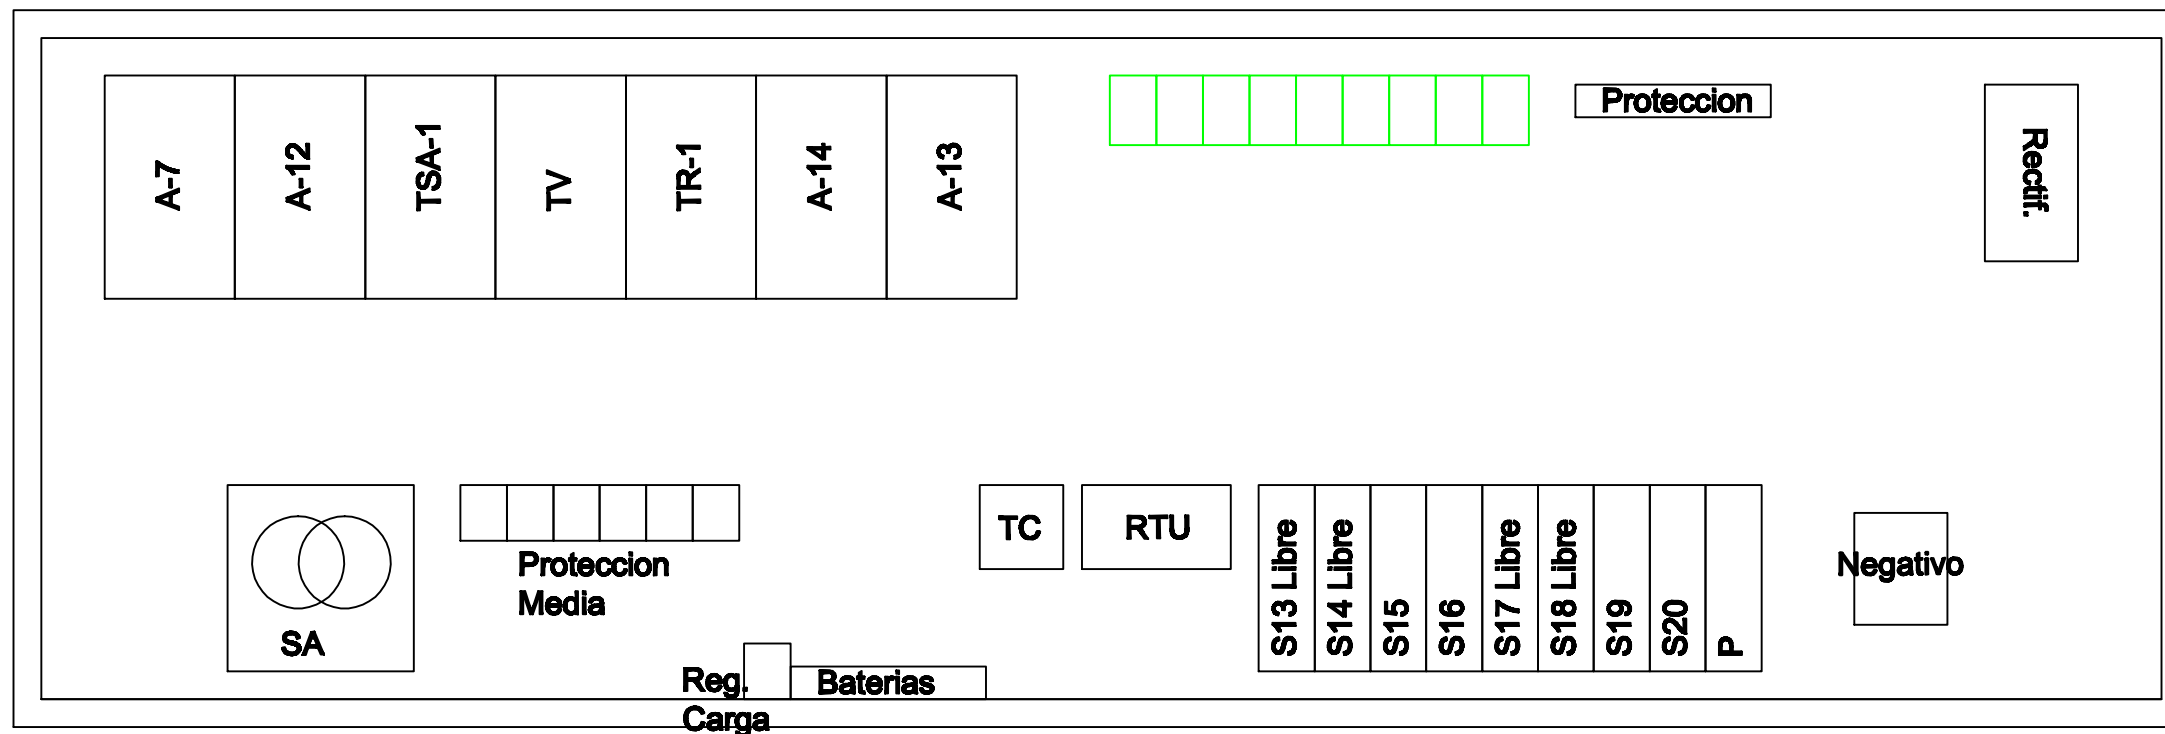 A-7
A-12
TSA-1
TV
TR-1
A-14
A-13
Proteccion
Rectif.
SA
Proteccion
Media
Reg.
Carga
Baterias
TC
RTU
S13 Libre
S14 Libre
S15
S16
S17 Libre
S18 Libre
S19
S20
P
Negativo